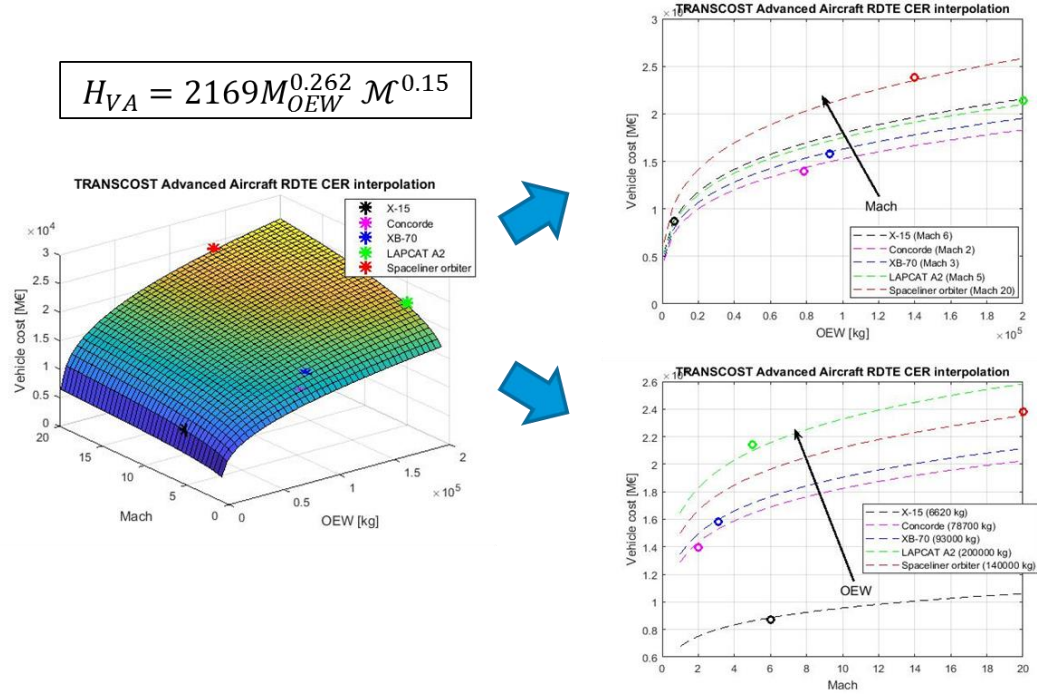 H_VA = 2169M_OEW^0.262 ℳ^0.15
TRANSCOST Advanced Aircraft RDTE CER interpolation
× 10^4
3
2.5
2
1.5
1
0.5
0
Vehicle cost [M€]
20
15
10
5
0
Mach
0
0.5
1
1.5
2
× 10^5
OEW [kg]
X-15
Concorde
XB-70
LAPCAT A2
Spaceliner orbiter
TRANSCOST Advanced Aircraft RDTE CER interpolation
3
2.5
2
1.5
1
0.5
0
Vehicle cost [M€]
Mach
X-15 (Mach 6)
Concorde (Mach 2)
XB-70 (Mach 3)
LAPCAT A2 (Mach 5)
Spaceliner orbiter (Mach 20)
0 0.2 0.4 0.6 0.8 1 1.2 1.4 1.6 1.8 2
OEW [kg]
× 10^5
TRANSCOST Advanced Aircraft RDTE CER interpolation
2.6
2.4
2.2
2
1.8
1.6
1.4
1.2
1
0.8
0.6
Vehicle cost [M€]
OEW
X-15 (6620 kg)
Concorde (78700 kg)
XB-70 (93000 kg)
LAPCAT A2 (200000 kg)
Spaceliner orbiter (140000 kg)
0 2 4 6 8 10 12 14 16 18 20
Mach